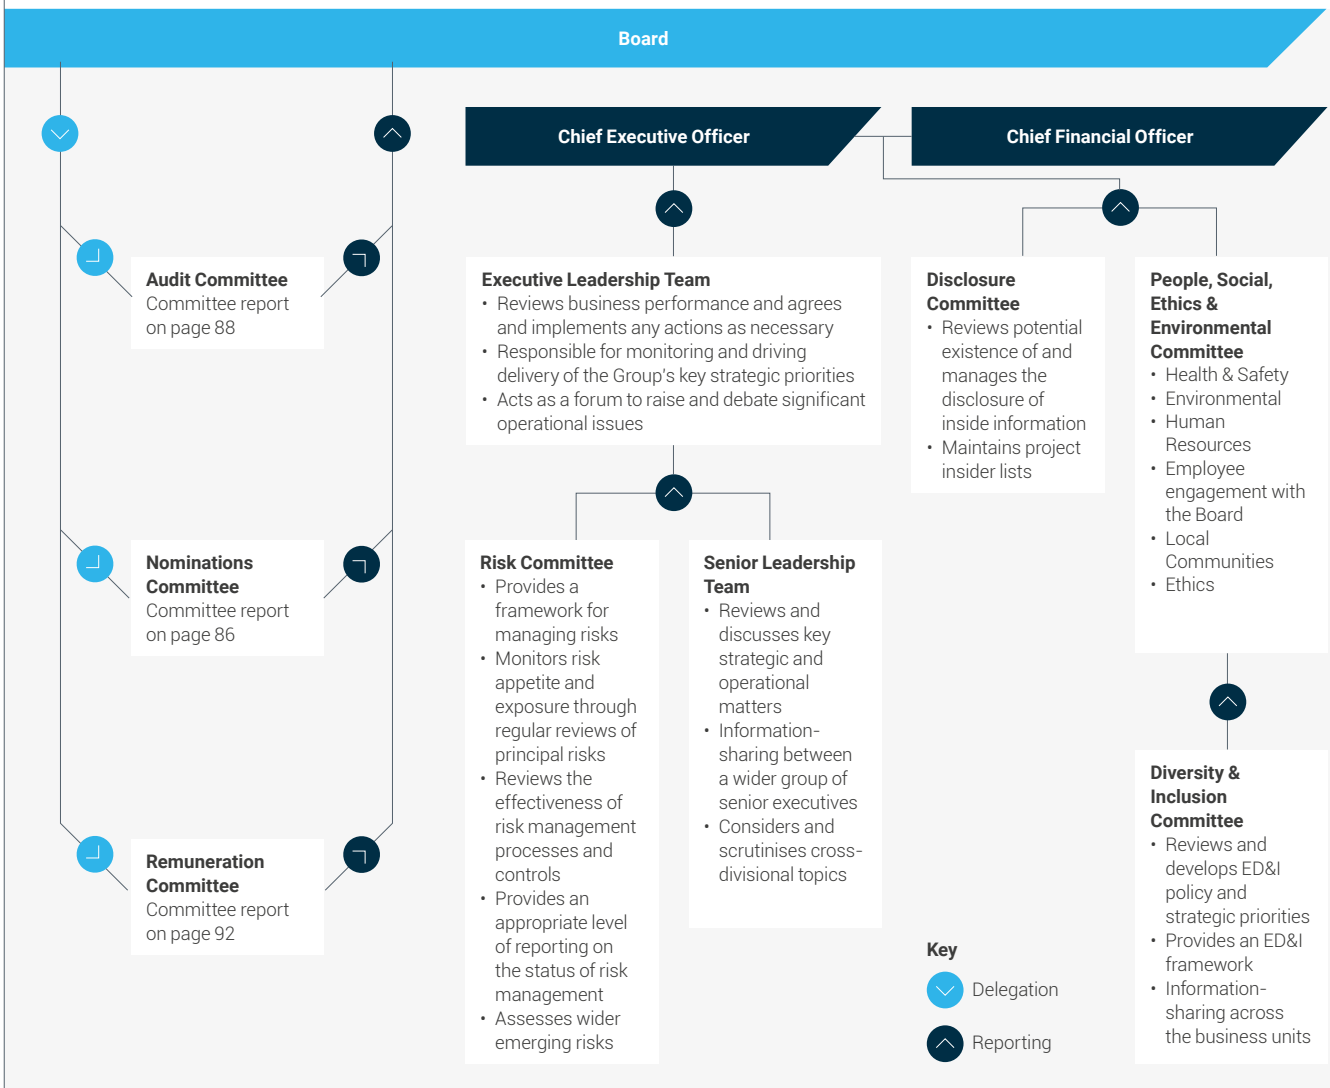 Board
Chief Executive Officer
Chief Financial Officer
Audit Committee
Committee report
on page 88
Nominations
Committee
Committee report
on page 86
Remuneration
Committee
Committee report
on page 92
Executive Leadership Team
• Reviews business performance and agrees
and implements any actions as necessary
• Responsible for monitoring and driving
delivery of the Group's key strategic priorities
• Acts as a forum to raise and debate significant
operational issues
Risk Committee
• Provides a
framework for
managing risks
• Monitors risk
appetite and
exposure through
regular reviews of
principal risks
• Reviews the
effectiveness of
risk management
processes and
controls
• Provides an
appropriate level
of reporting on
the status of risk
management
• Assesses wider
emerging risks
Senior Leadership
Team
• Reviews and
discusses key
strategic and
operational
matters
• Information-
sharing between
a wider group of
senior executives
• Considers and
scrutinises cross-
divisional topics
Disclosure
Committee
• Reviews potential
existence of and
manages the
disclosure of
inside information
• Maintains project
insider lists
People, Social,
Ethics &
Environmental
Committee
• Health & Safety
• Environmental
• Human
Resources
• Employee
engagement with
the Board
• Local
Communities
• Ethics
Diversity &
Inclusion
Committee
• Reviews and
develops ED&I
policy and
strategic priorities
• Provides an ED&I
framework
• Information-
sharing across
the business units
Key
Delegation
Reporting